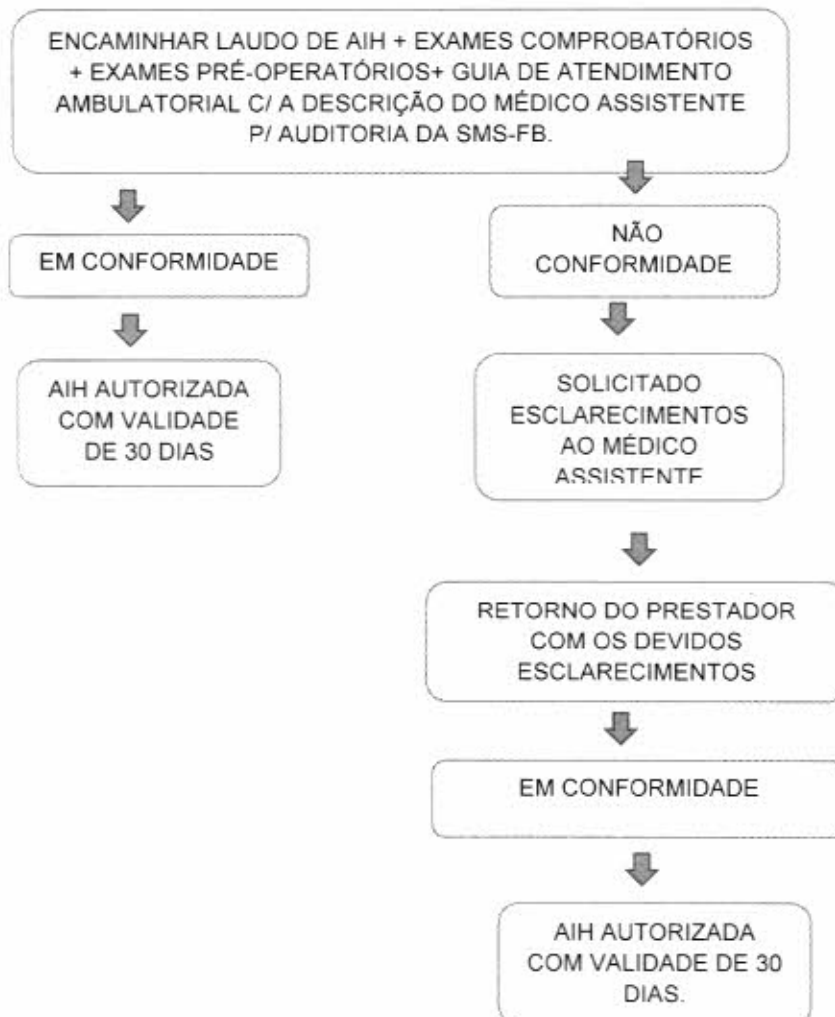 ENCAMINHAR LAUDO DE AIH + EXAMES COMPROBATÓRIOS
+ EXAMES PRÉ-OPERATÓRIOS+ GUIA DE ATENDIMENTO
AMBULATORIAL C/ A DESCRIÇÃO DO MÉDICO ASSISTENTE
P/ AUDITORIA DA SMS-FB.
EM CONFORMIDADE
AIH AUTORIZADA
COM VALIDADE
DE 30 DIAS
NÃO
CONFORMIDADE
SOLICITADO
ESCLARECIMENTOS
AO MÉDICO
ASSISTENTE
RETORNO DO PRESTADOR
COM OS DEVIDOS
ESCLARECIMENTOS
EM CONFORMIDADE
AIH AUTORIZADA
COM VALIDADE DE 30
DIAS.